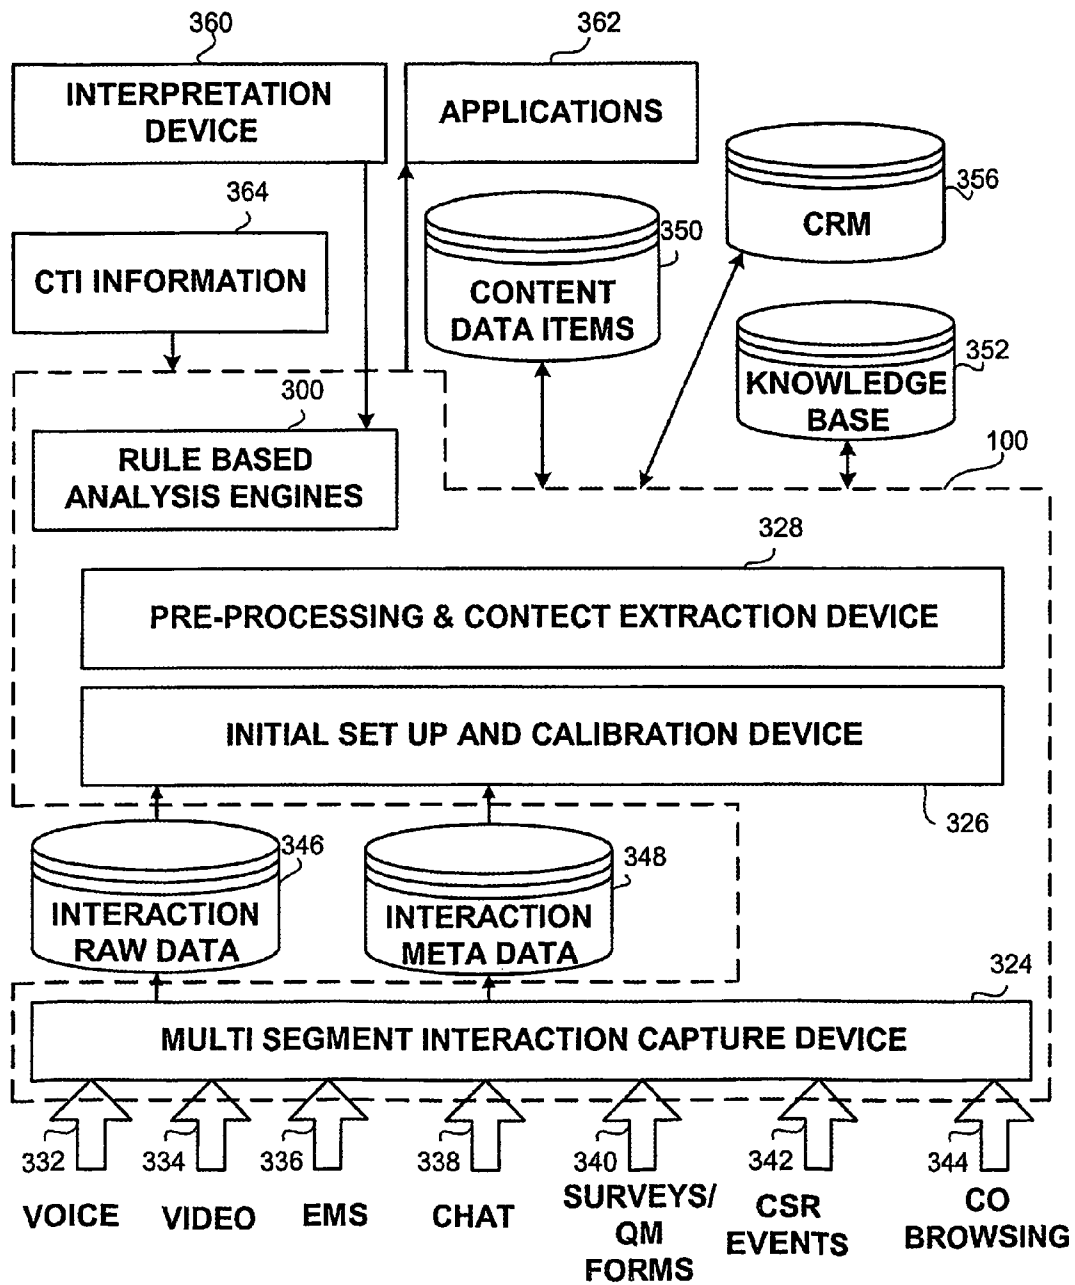 360
INTERPRETATION
DEVICE
362
APPLICATIONS
356
CRM
364
CTI INFORMATION
350
CONTENT
DATA ITEMS
352
KNOWLEDGE
BASE
300
RULE BASED
ANALYSIS ENGINES
100
328
PRE-PROCESSING & CONTECT EXTRACTION DEVICE
INITIAL SET UP AND CALIBRATION DEVICE
326
346
INTERACTION
RAW DATA
348
INTERACTION
META DATA
324
MULTI SEGMENT INTERACTION CAPTURE DEVICE
332
VOICE
334
VIDEO
336
EMS
338
CHAT
340
SURVEYS/
QM
FORMS
342
CSR
EVENTS
344
CO
BROWSING